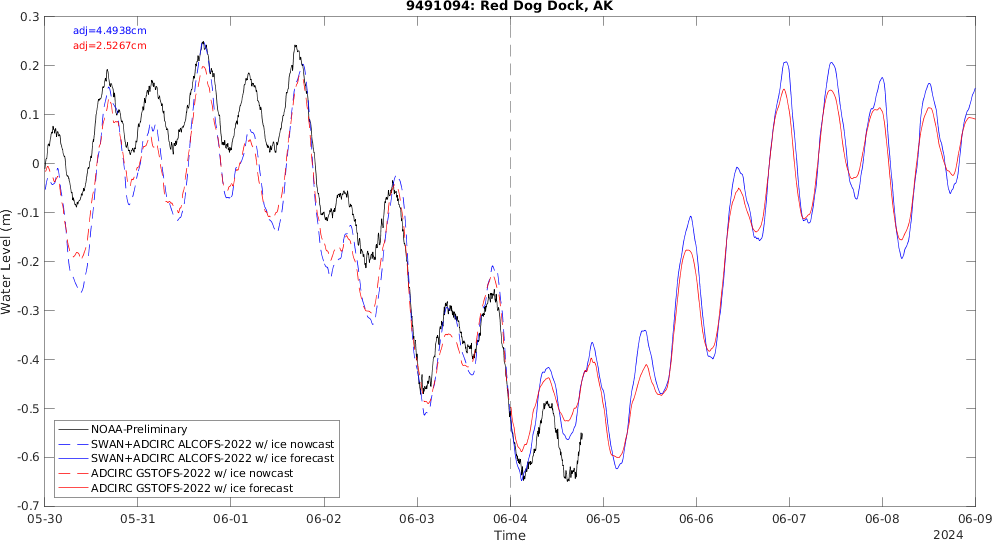 9491094: Red Dog Dock, AK
adj=4.4938cm
adj=2.5267cm
0.3
0.2
0.1
0
-0.1
-0.2
-0.3
-0.4
-0.5
-0.6
-0.7
Water Level (m)
NOAA-Preliminary
SWAN+ADCIRC ALCOFS-2022 w/ ice nowcast
SWAN+ADCIRC ALCOFS-2022 w/ ice forecast
ADCIRC GSTOFS-2022 w/ ice nowcast
ADCIRC GSTOFS-2022 w/ ice forecast
05-30 05-31 06-01 06-02 06-03 06-04 06-05 06-06 06-07 06-08 06-09
Time
2024